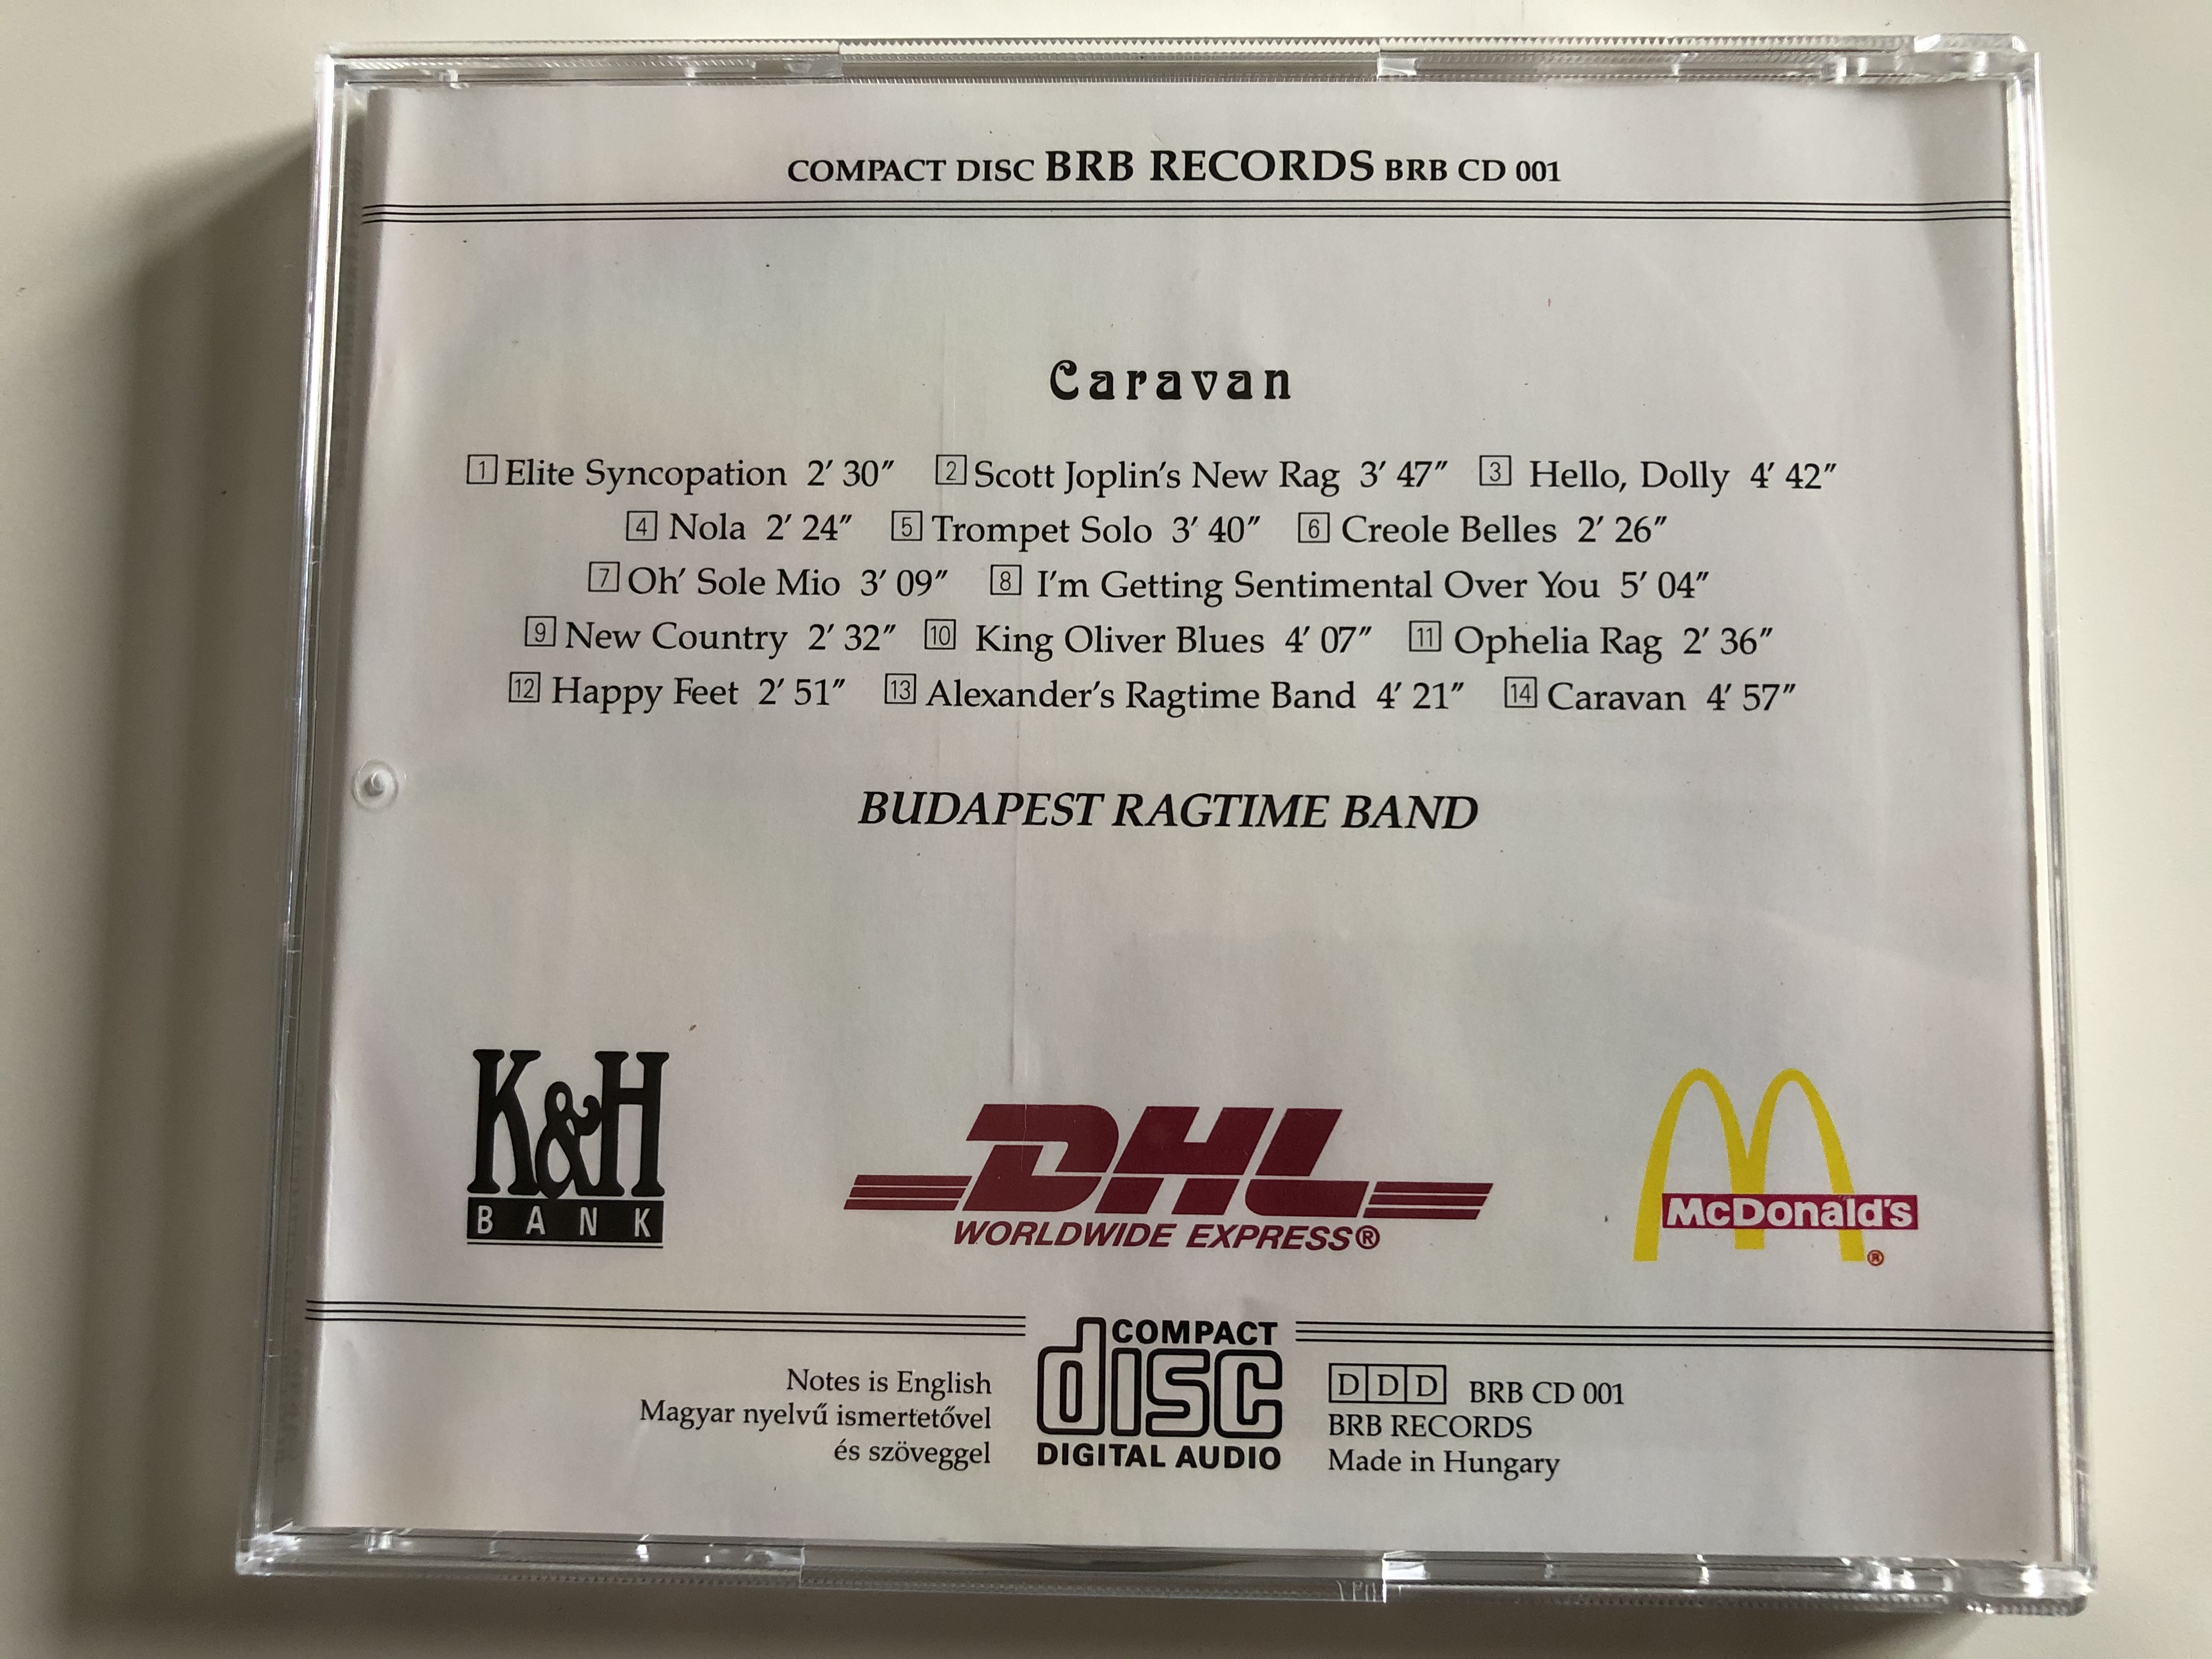 COMPACT DISC BRB RECORDS BRB CD 001
Caravan
1 Elite Syncopation 2′ 30″ 2 Scott Joplin's New Rag 3′ 47″ 3 Hello, Dolly 4′ 42″
4 Nola 2′ 24″ 5 Trompet Solo 3′ 40″ 6 Creole Belles 2′ 26″
7 Oh' Sole Mio 3′ 09″ 8 I'm Getting Sentimental Over You 5′ 04″
9 New Country 2′ 32″ 10 King Oliver Blues 4′ 07″ 11 Ophelia Rag 2′ 36″
12 Happy Feet 2′ 51″ 13 Alexander's Ragtime Band 4′ 21″ 14 Caravan 4′ 57″
BUDAPEST RAGTIME BAND
K&H
BANK
DHL
WORLDWIDE EXPRESS®
McDonald's
®
Notes is English
Magyar nyelvű ismertetővel
és szöveggel
COMPACT
disc
DIGITAL AUDIO
DDD BRB CD 001
BRB RECORDS
Made in Hungary